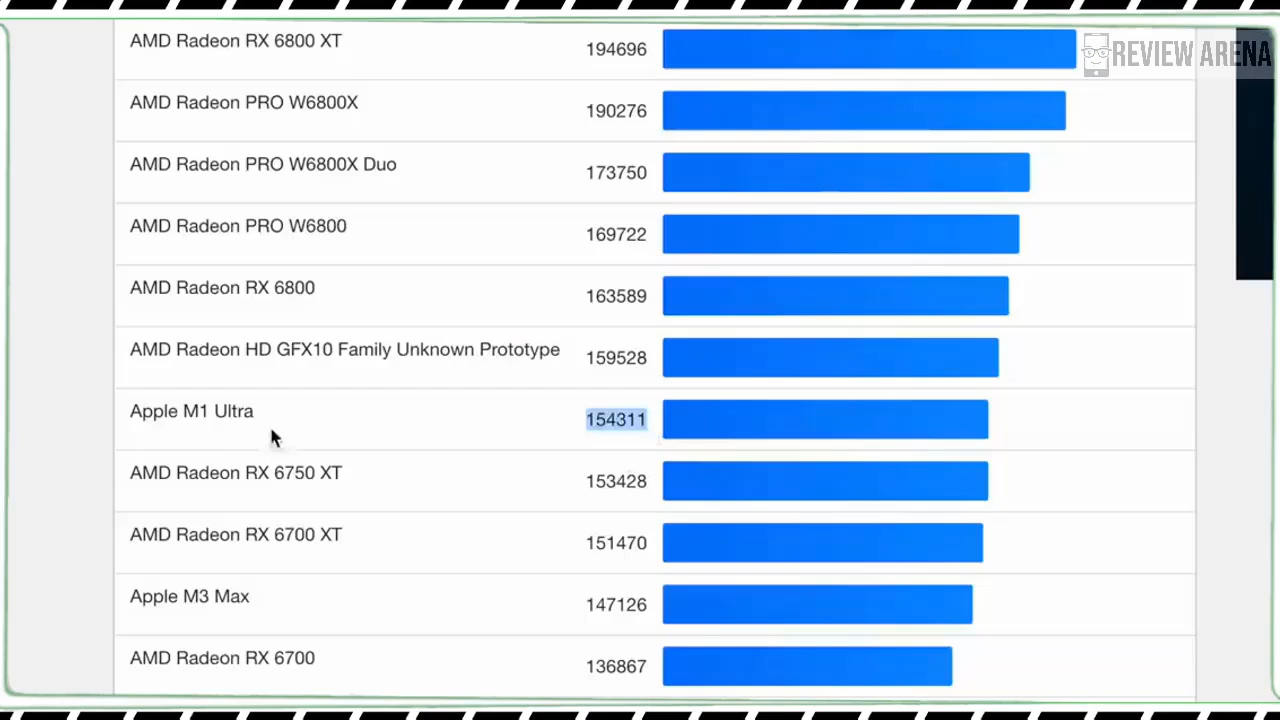 REVIEW ARENA
AMD Radeon RX 6800 XT 194696
AMD Radeon PRO W6800X 190276
AMD Radeon PRO W6800X Duo 173750
AMD Radeon PRO W6800 169722
AMD Radeon RX 6800 163589
AMD Radeon HD GFX10 Family Unknown Prototype 159528
Apple M1 Ultra 154311
AMD Radeon RX 6750 XT 153428
AMD Radeon RX 6700 XT 151470
Apple M3 Max 147126
AMD Radeon RX 6700 136867